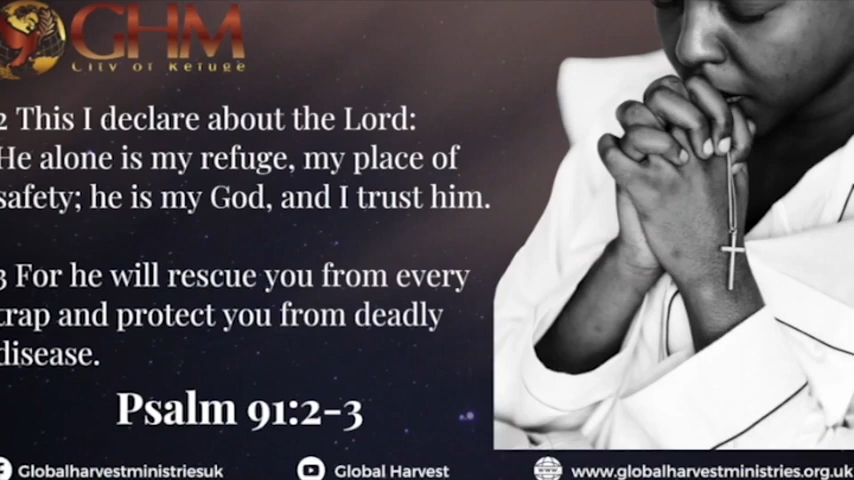 GHM
City of Refuge
2 This I declare about the Lord:
He alone is my refuge, my place of
safety; he is my God, and I trust him.
3 For he will rescue you from every
trap and protect you from deadly
disease.
Psalm 91:2-3
Globalharvestministriesuk
Global Harvest
www.globalharvestministries.org.uk